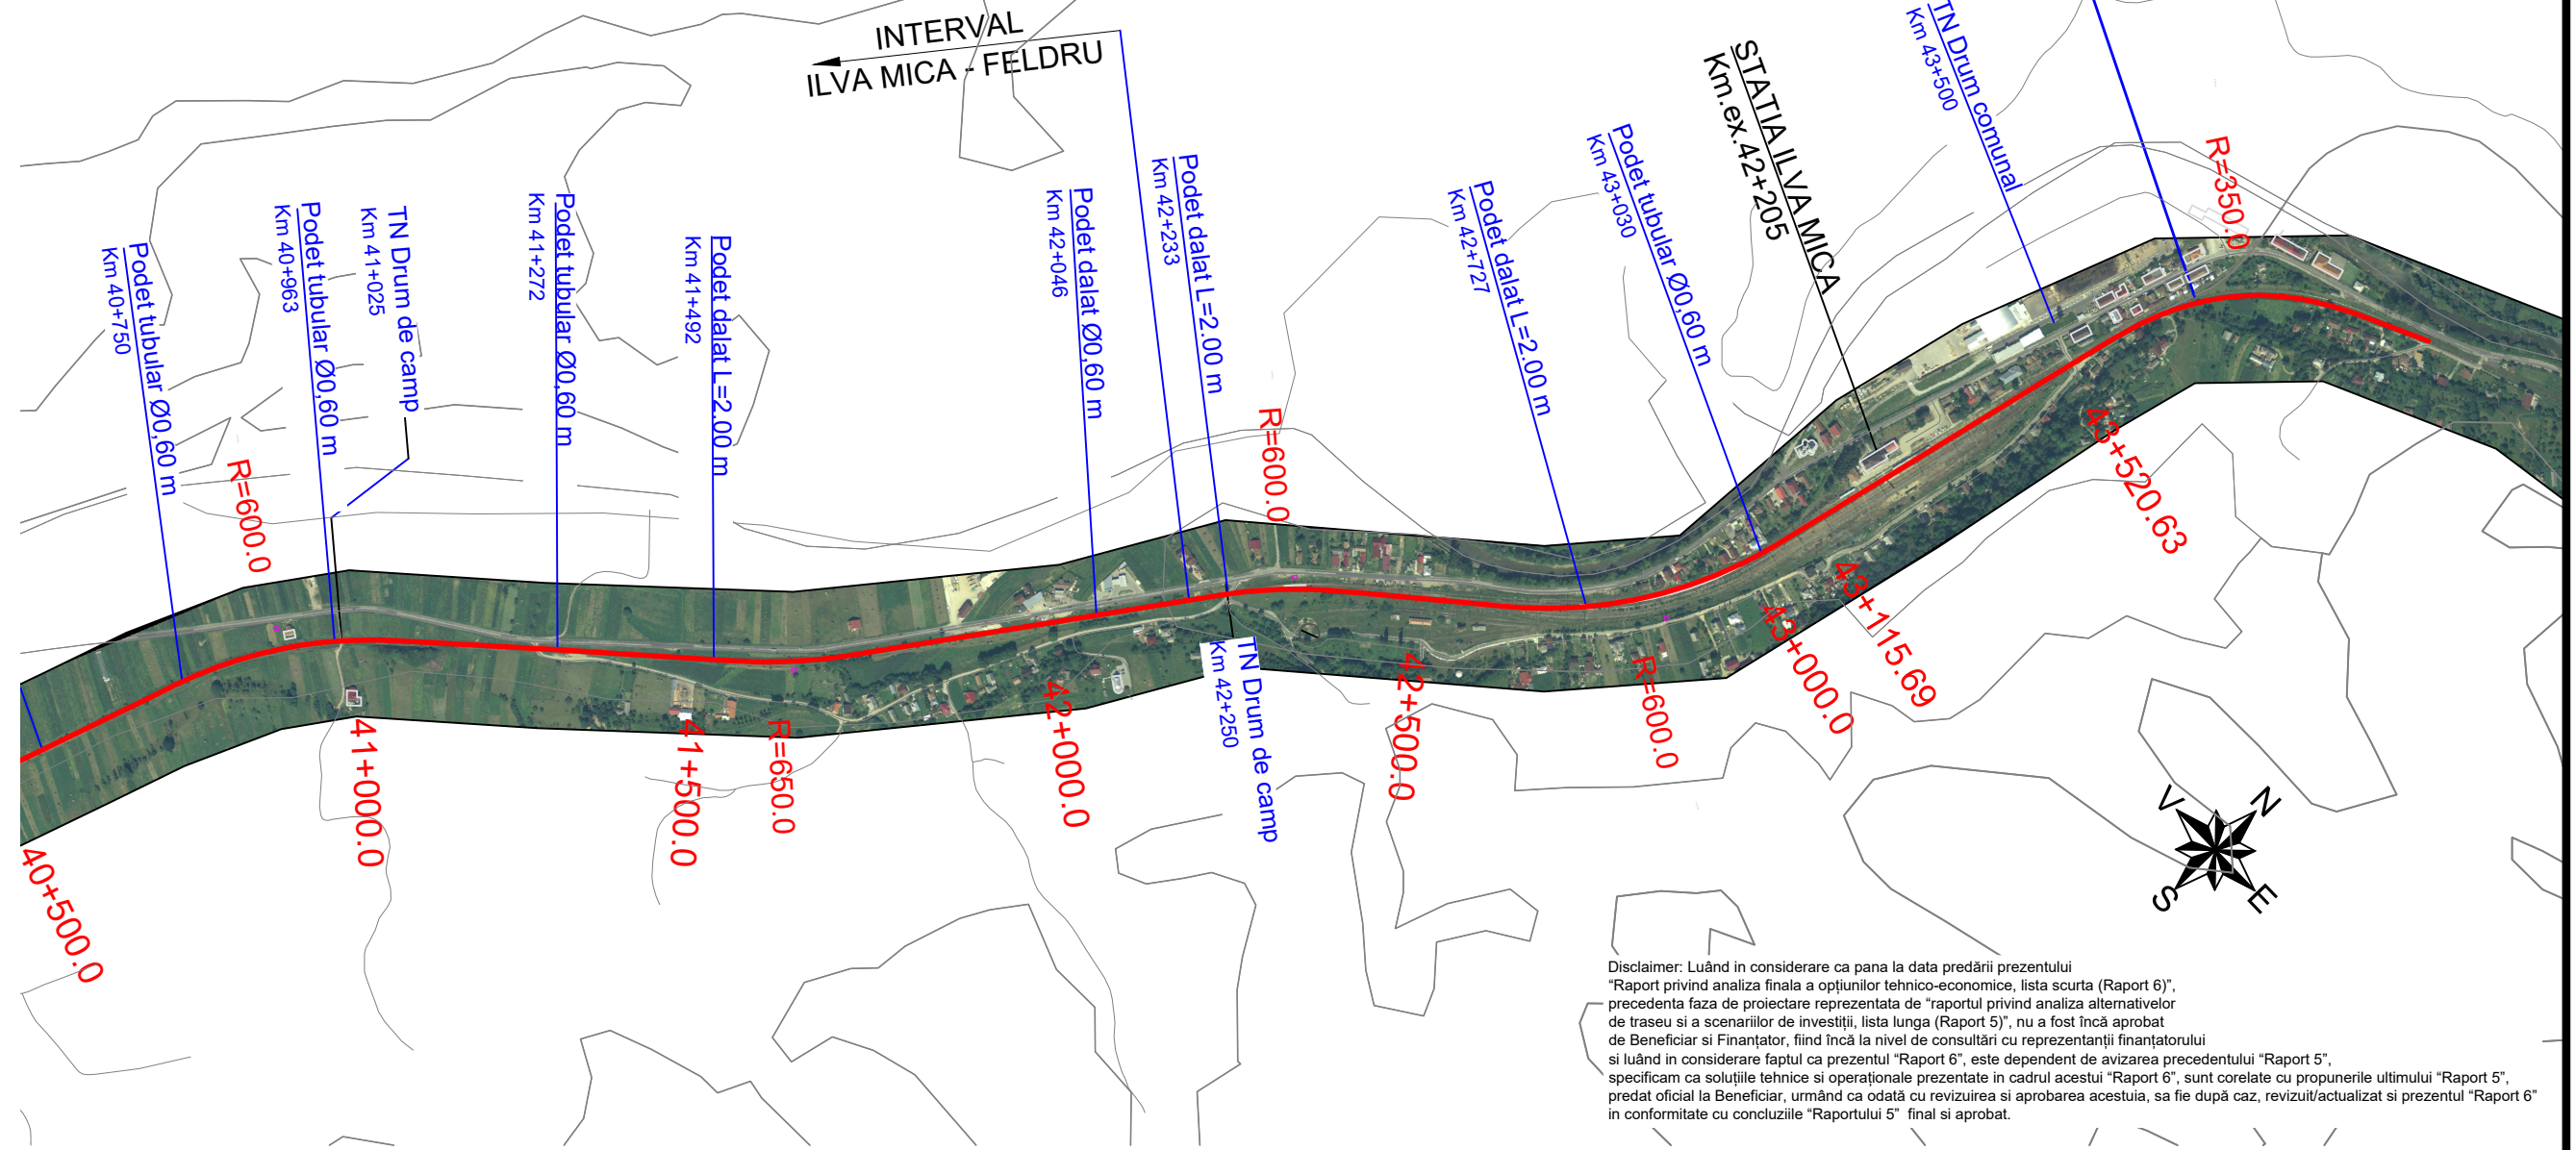 INTERVAL
ILVA MICA - FELDRU
Podet tubular Ø0,60 m
Km 40+750
Podet tubular Ø0,60 m
Km 40+963
TN Drum de camp
Km 41+025
Podet tubular Ø0,60 m
Km 41+272
Podet dalat L=2.00 m
Km 41+492
Podet dalat Ø0,60 m
Km 42+046
Podet dalat L=2.00 m
Km 42+233
Podet dalat L=2.00 m
Km 42+727
Podet tubular Ø0,60 m
Km 43+030
STATIA ILVA MICA
Km.ex.42+205
TN Drum comunal
Km 43+500
R=350.0
R=600.0
R=600.0
40+500.0
41+000.0
41+500.0
R=650.0
42+000.0
TN Drum de camp
Km 42+250
42+500.0
R=600.0
43+000.0
43+115.69
43+520.63
V
N
S
E
Disclaimer: Luând in considerare ca pana la data predării prezentului
“Raport privind analiza finala a opțiunilor tehnico-economice, lista scurta (Raport 6)”,
precedenta faza de proiectare reprezentata de “raportul privind analiza alternativelor
de traseu si a scenariilor de investiții, lista lunga (Raport 5)”, nu a fost încă aprobat
de Beneficiar si Finanțator, fiind încă la nivel de consultări cu reprezentanții finanțatorului
si luând in considerare faptul ca prezentul “Raport 6”, este dependent de avizarea precedentului “Raport 5”,
specificam ca soluțiile tehnice si operaționale prezentate in cadrul acestui “Raport 6”, sunt corelate cu propunerile ultimului “Raport 5”,
predat oficial la Beneficiar, urmând ca odată cu revizuirea si aprobarea acestuia, sa fie după caz, revizuit/actualizat si prezentul “Raport 6”
in conformitate cu concluziile “Raportului 5” final si aprobat.